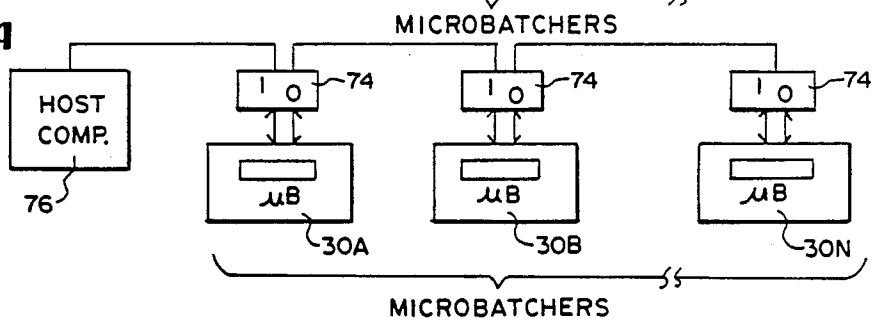 MICROBATCHERS
HOST
COMP.
76
I O
74
I O
74
I O
74
μB
30A
μB
30B
μB
30N
MICROBATCHERS